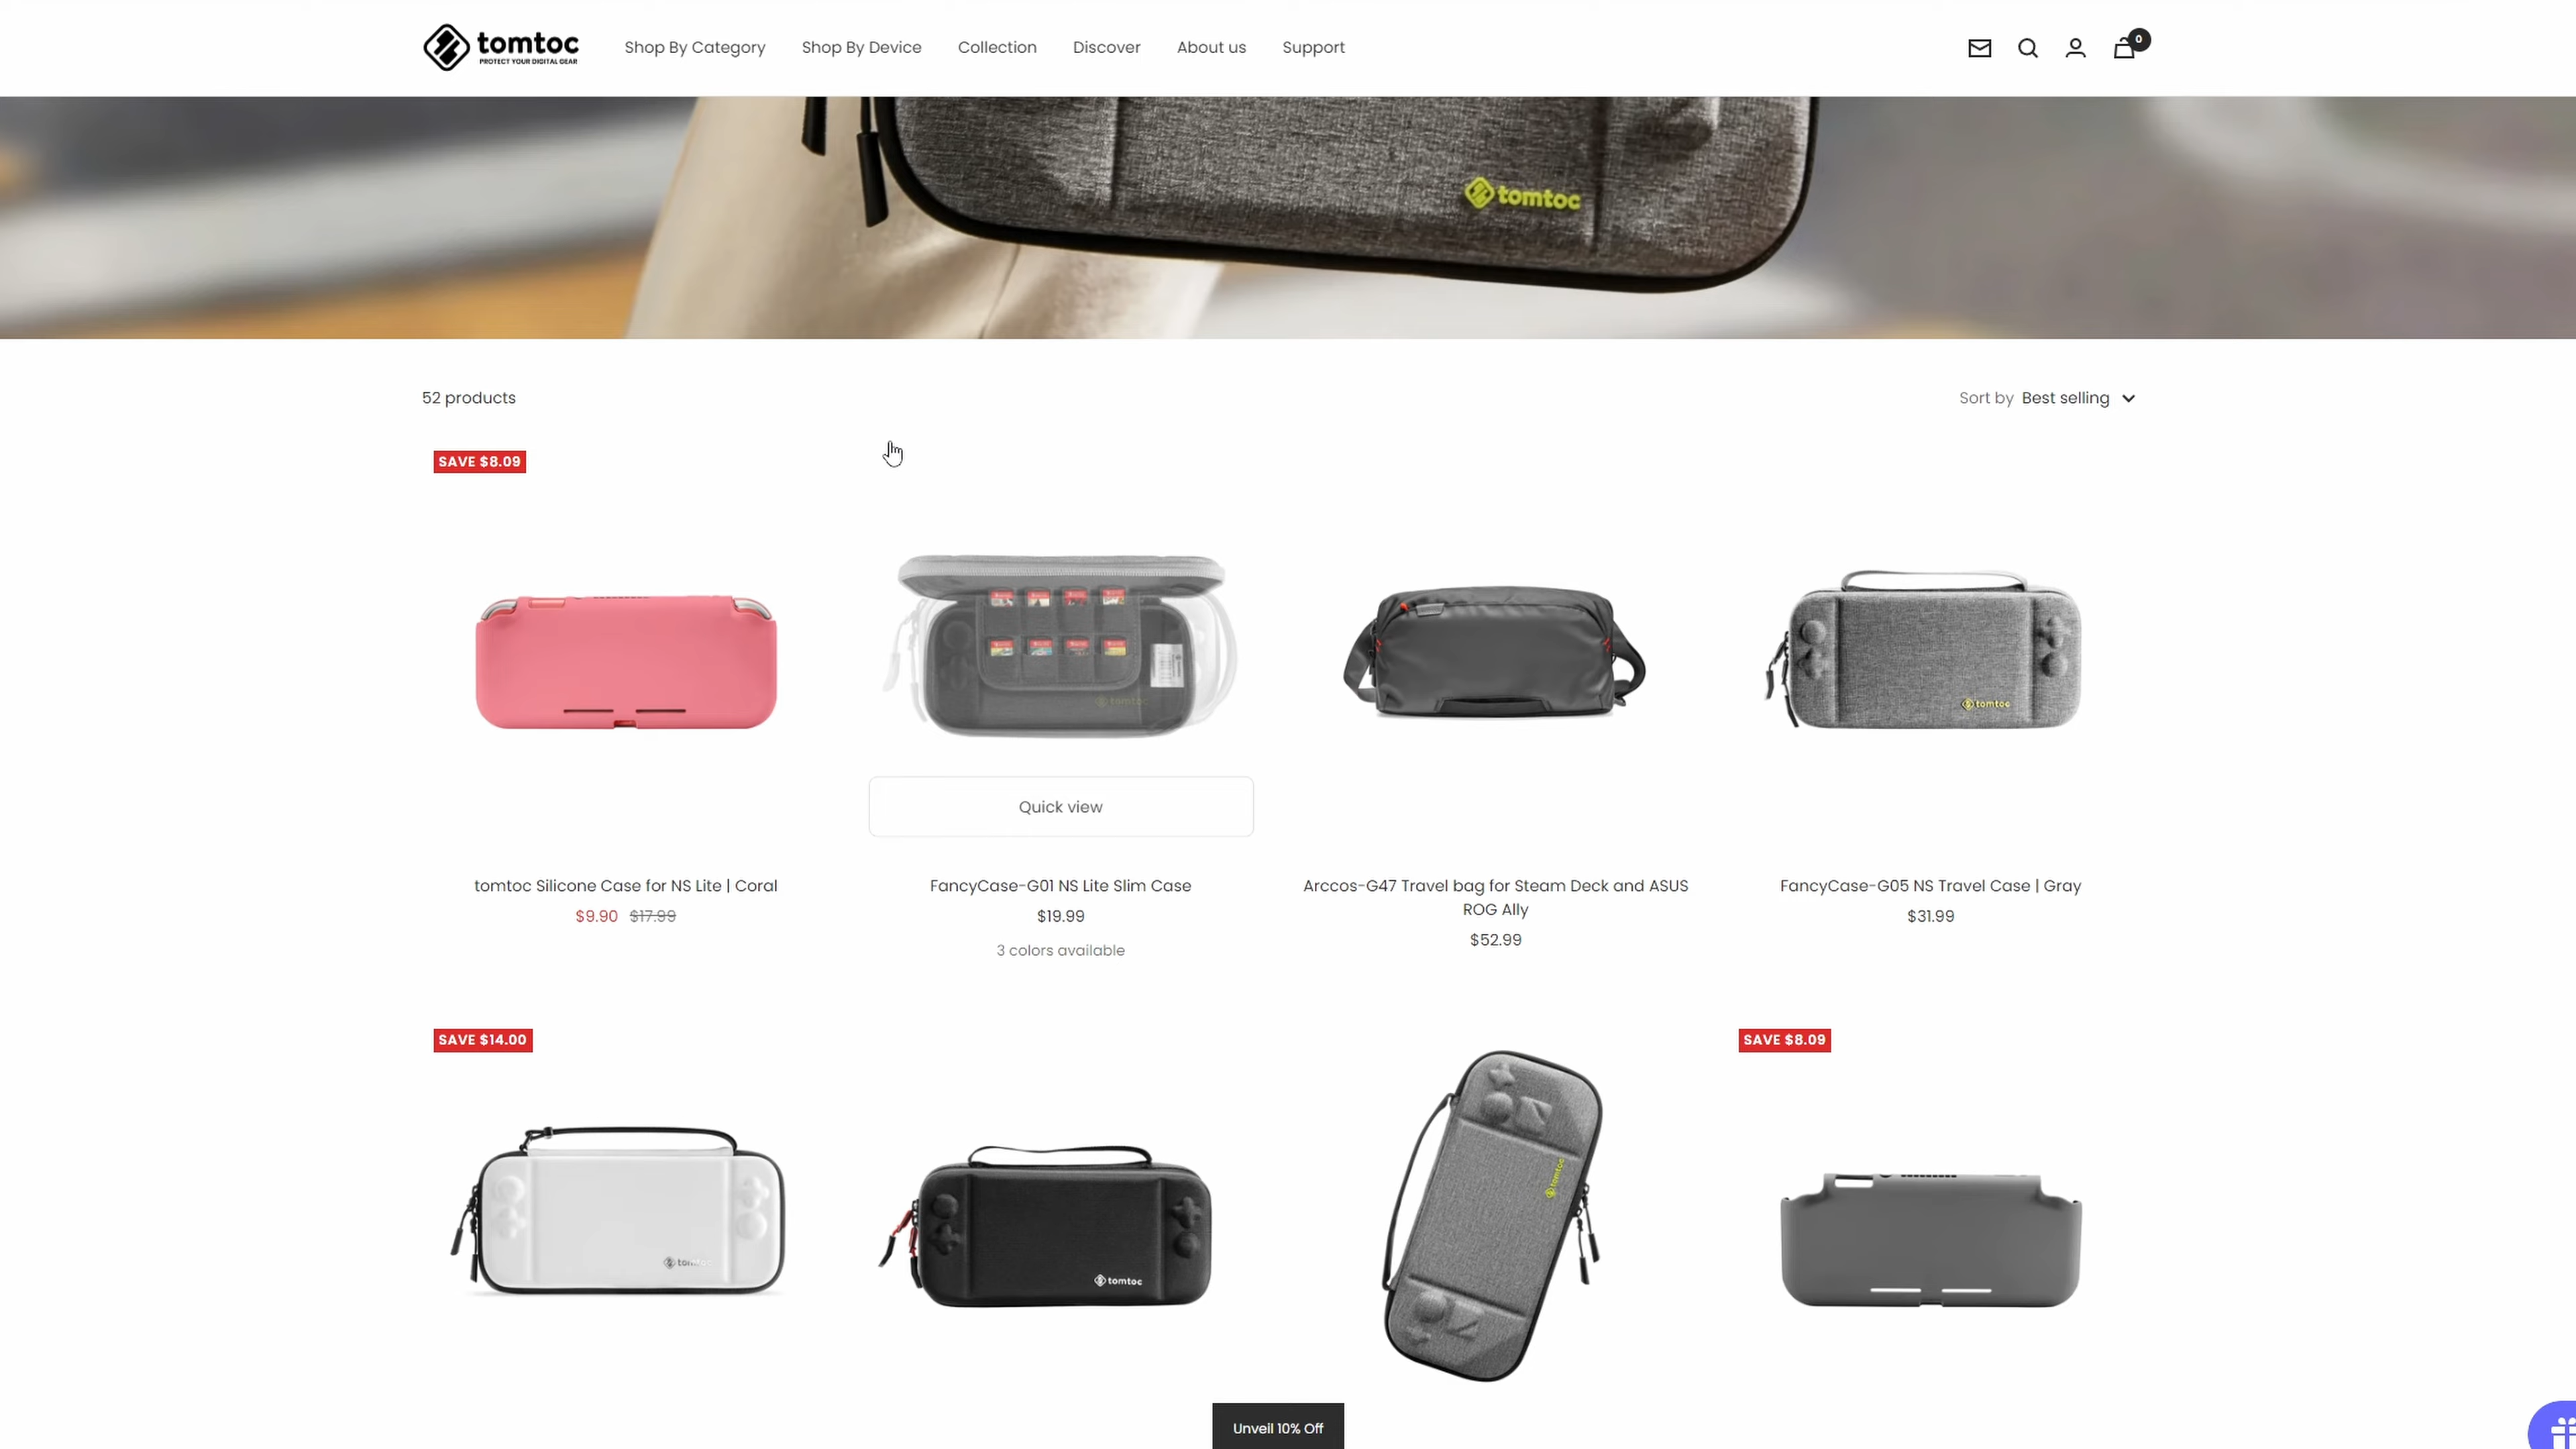 tomtoc
PROTECT YOUR DIGITAL GEAR
Shop By Category
Shop By Device
Collection
Discover
About us
Support
0
tomtoc
52 products
Sort by Best selling
SAVE $8.09
tomtoc
tomtoc
Quick view
tomtoc Silicone Case for NS Lite | Coral
$9.90 $17.99
FancyCase-G01 NS Lite Slim Case
$19.99
3 colors available
Arccos-G47 Travel bag for Steam Deck and ASUS
ROG Ally
$52.99
FancyCase-G05 NS Travel Case | Gray
$31.99
SAVE $14.00
SAVE $8.09
tomtoc
tomtoc
tomtoc
Unveil 10% Off